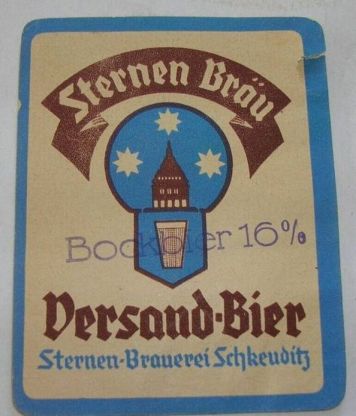 Sternen Bräu
Bockbier 16%
Versand-Bier
Sternen-Brauerei Schkeuditz